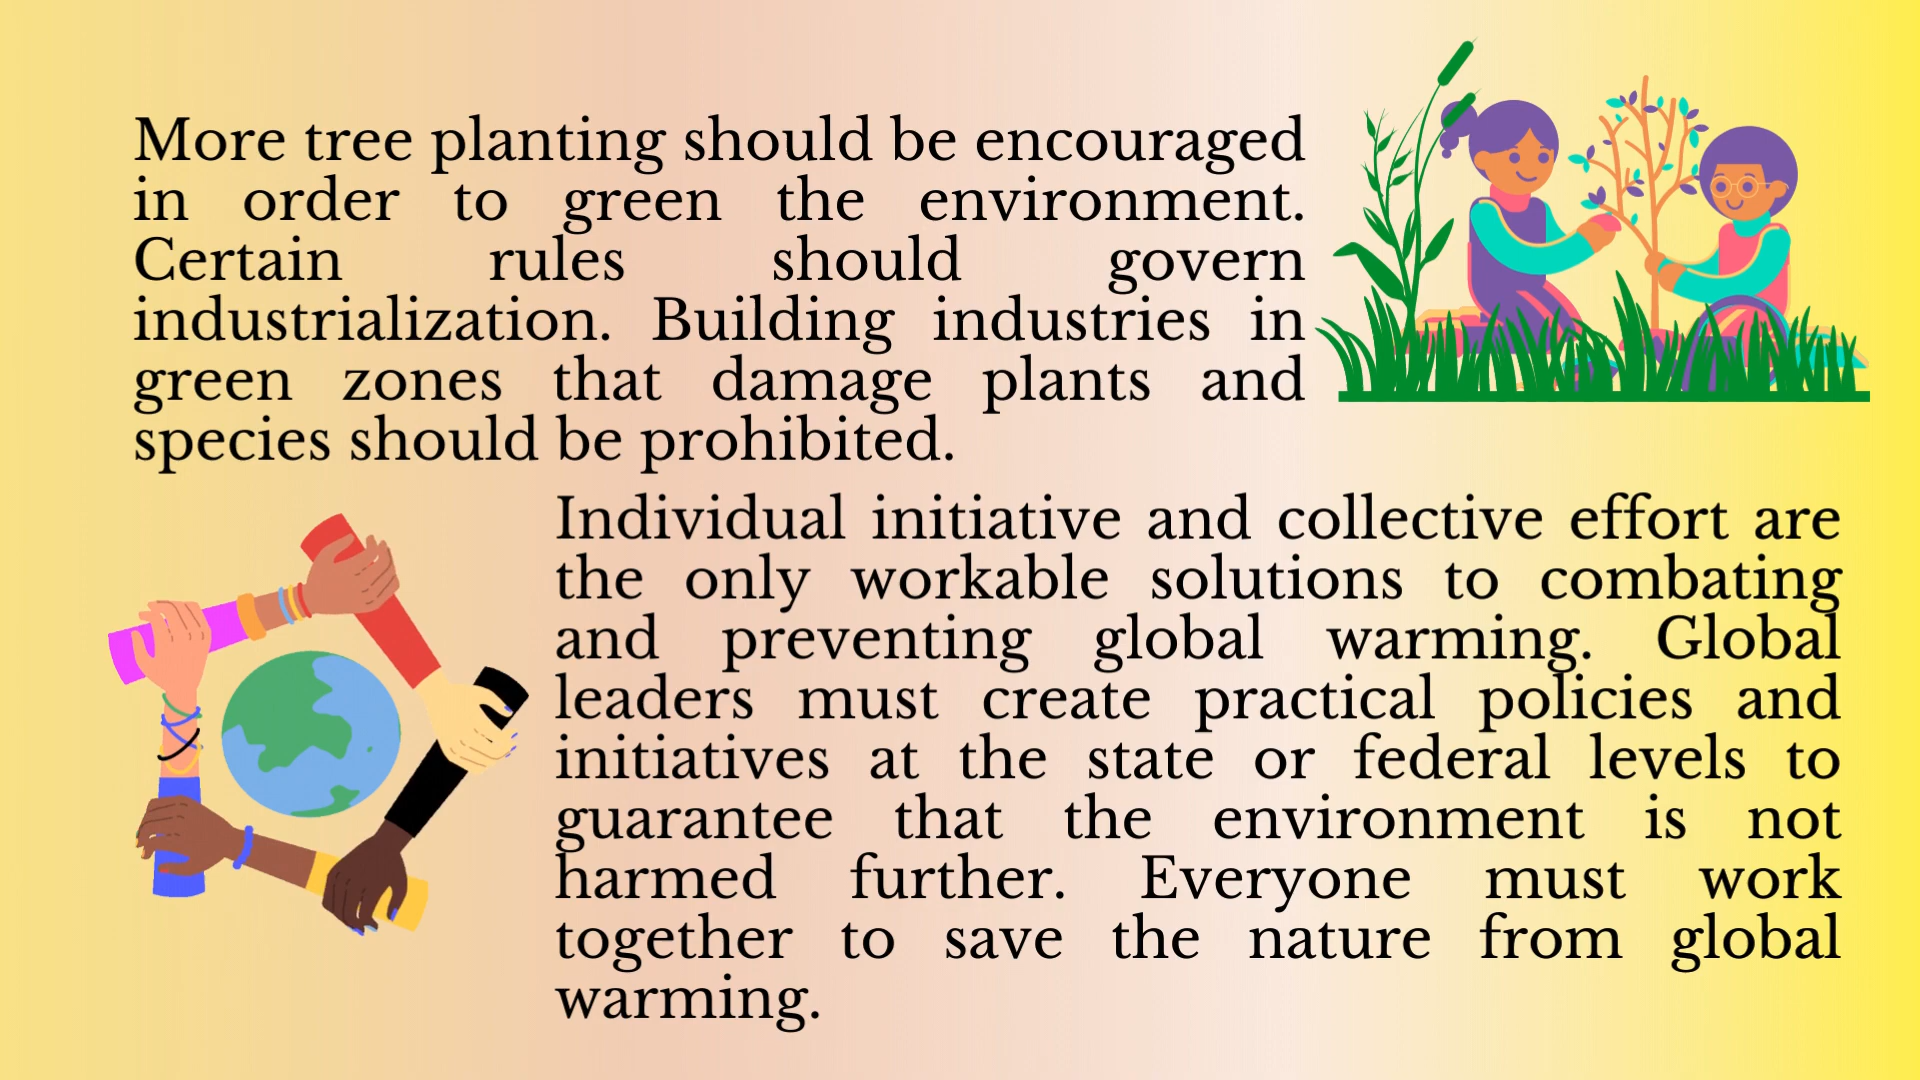 More tree planting should be encouraged
in order to green the environment.
Certain rules should govern
industrialization. Building industries in
green zones that damage plants and
species should be prohibited.
Individual initiative and collective effort are
the only workable solutions to combating
and preventing global warming. Global
leaders must create practical policies and
initiatives at the state or federal levels to
guarantee that the environment is not
harmed further. Everyone must work
together to save the nature from global
warming.